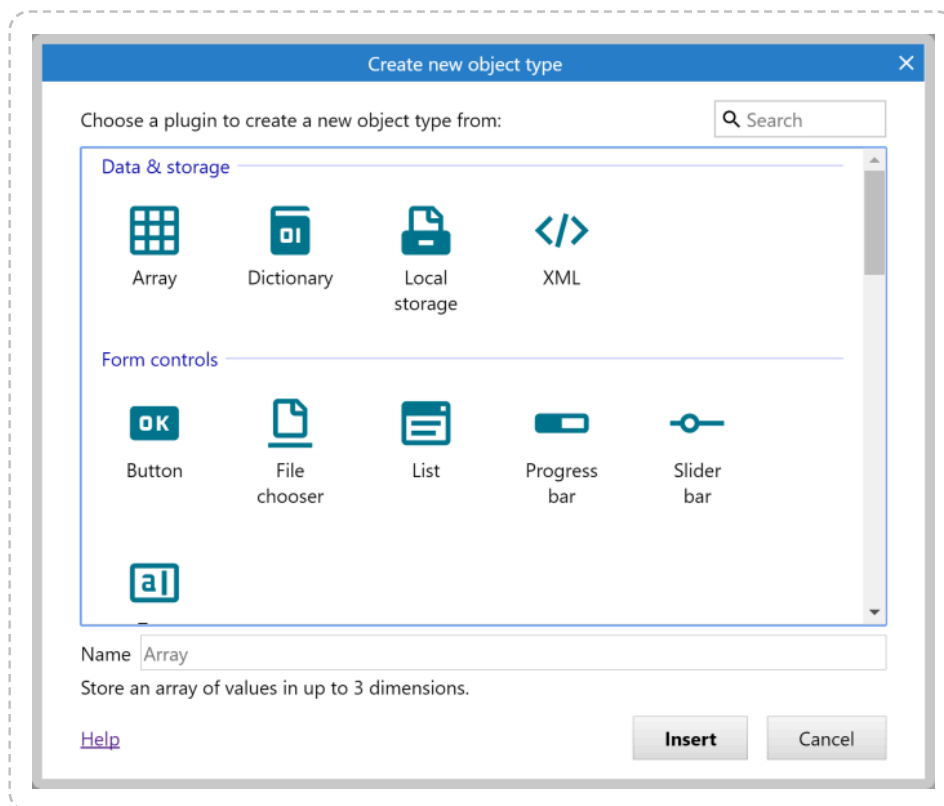 Create new object type
Choose a plugin to create a new object type from:
Search
Data & storage
01
Array
Dictionary
Local
storage
XML
Form controls
OK
Button
File
chooser
List
Progress
bar
Slider
bar
a
Name Array
Store an array of values in up to 3 dimensions.
Help
Insert
Cancel